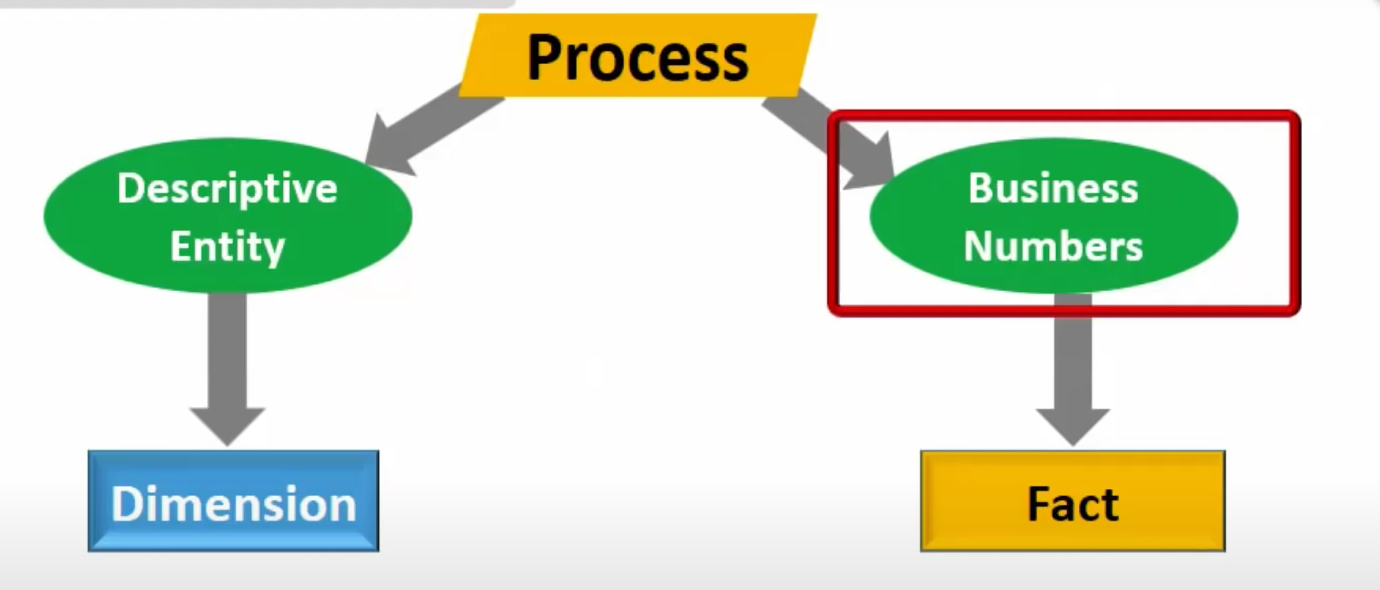 Process
Descriptive
Entity
Business
Numbers
Dimension
Fact